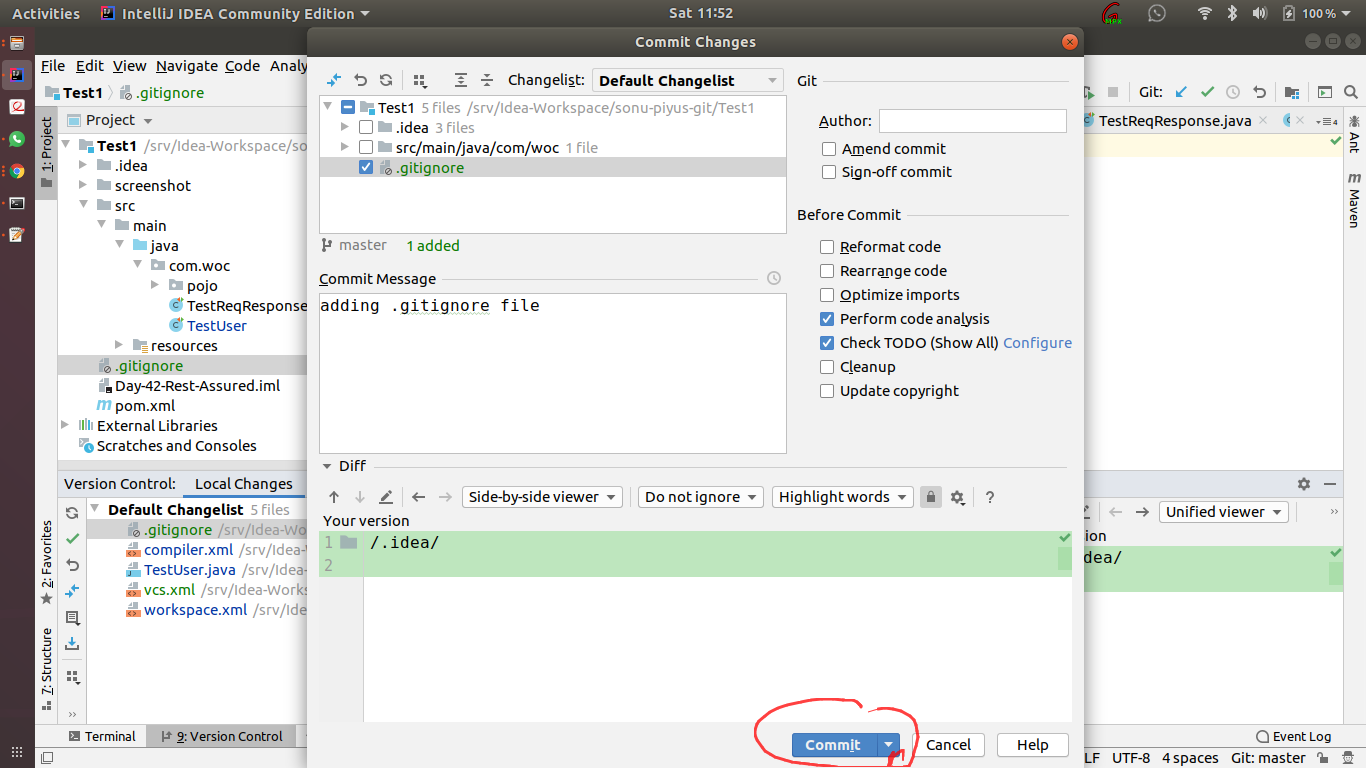 Activities IntelliJ IDEA Community Edition Sat 11:52 MPX 100 %
Commit Changes
File Edit View Navigate Code Analy
Test1 .gitignore
Git:
Project
TestReqResponse.java
4
1: Project
Test1 /srv/Idea-Workspace/so
.idea
screenshot
src
main
java
com.woc
pojo
TestReqResponse
TestUser
resources
.gitignore
Day-42-Rest-Assured.iml
pom.xml
External Libraries
Scratches and Consoles
Changelist: Default Changelist
Test1 5 files /srv/Idea-Workspace/sonu-piyus-git/Test1
.idea 3 files
src/main/java/com/woc 1 file
.gitignore
master 1 added
Commit Message
adding .gitignore file
Git
Author:
Amend commit
Sign-off commit
Before Commit
Reformat code
Rearrange code
Optimize imports
Perform code analysis
Check TODO (Show All) Configure
Cleanup
Update copyright
Diff
Side-by-side viewer Do not ignore Highlight words ?
Your version
1 /.idea/
2
Commit Cancel Help
Ant
Maven
Version Control: Local Changes
Default Changelist 5 files
.gitignore /srv/Idea-Wo
compiler.xml /srv/Idea-
TestUser.java /srv/Idea-
vcs.xml /srv/Idea-Works
workspace.xml /srv/Ide
2: Favorites
7: Structure
Unified viewer
ion
dea/
Terminal 9: Version Control Event Log
LF UTF-8 4 spaces Git: master